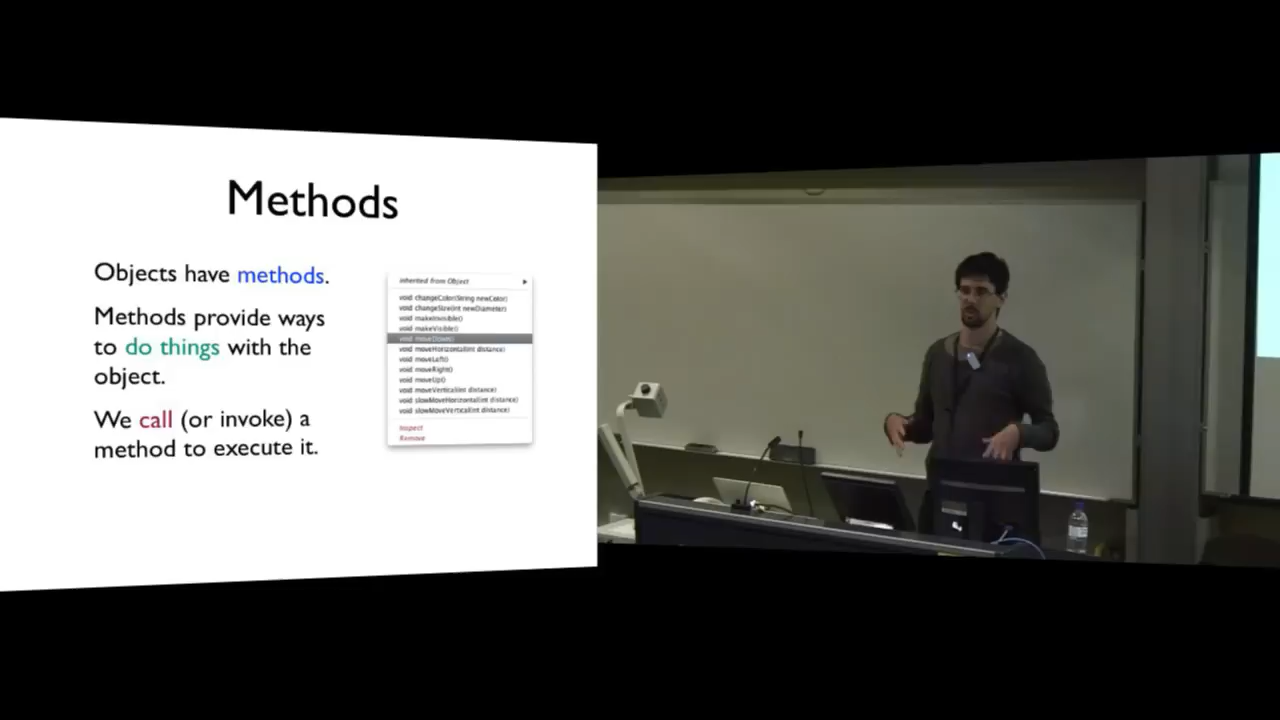 Methods
Objects have methods.
Methods provide ways
to do things with the
object.
We call (or invoke) a
method to execute it.
inherited from Object
void changeColor(String newColor)
void changeSize(int newDiameter)
void makeInvisible()
void makeVisible()
void moveDown()
void moveHorizontal(int distance)
void moveLeft()
void moveRight()
void moveUp()
void moveVertical(int distance)
void slowMoveHorizontal(int distance)
void slowMoveVertical(int distance)
Inspect
Remove